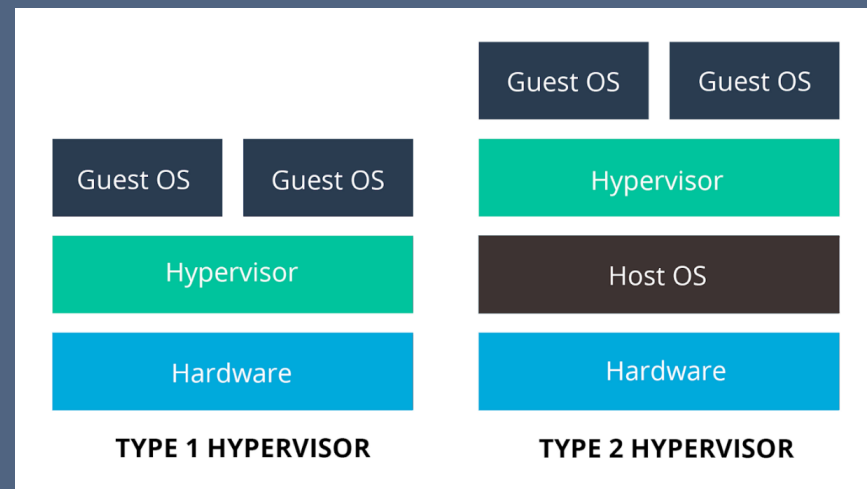 Guest OS Guest OS
Hypervisor
Hardware
TYPE 1 HYPERVISOR
Guest OS Guest OS
Hypervisor
Host OS
Hardware
TYPE 2 HYPERVISOR